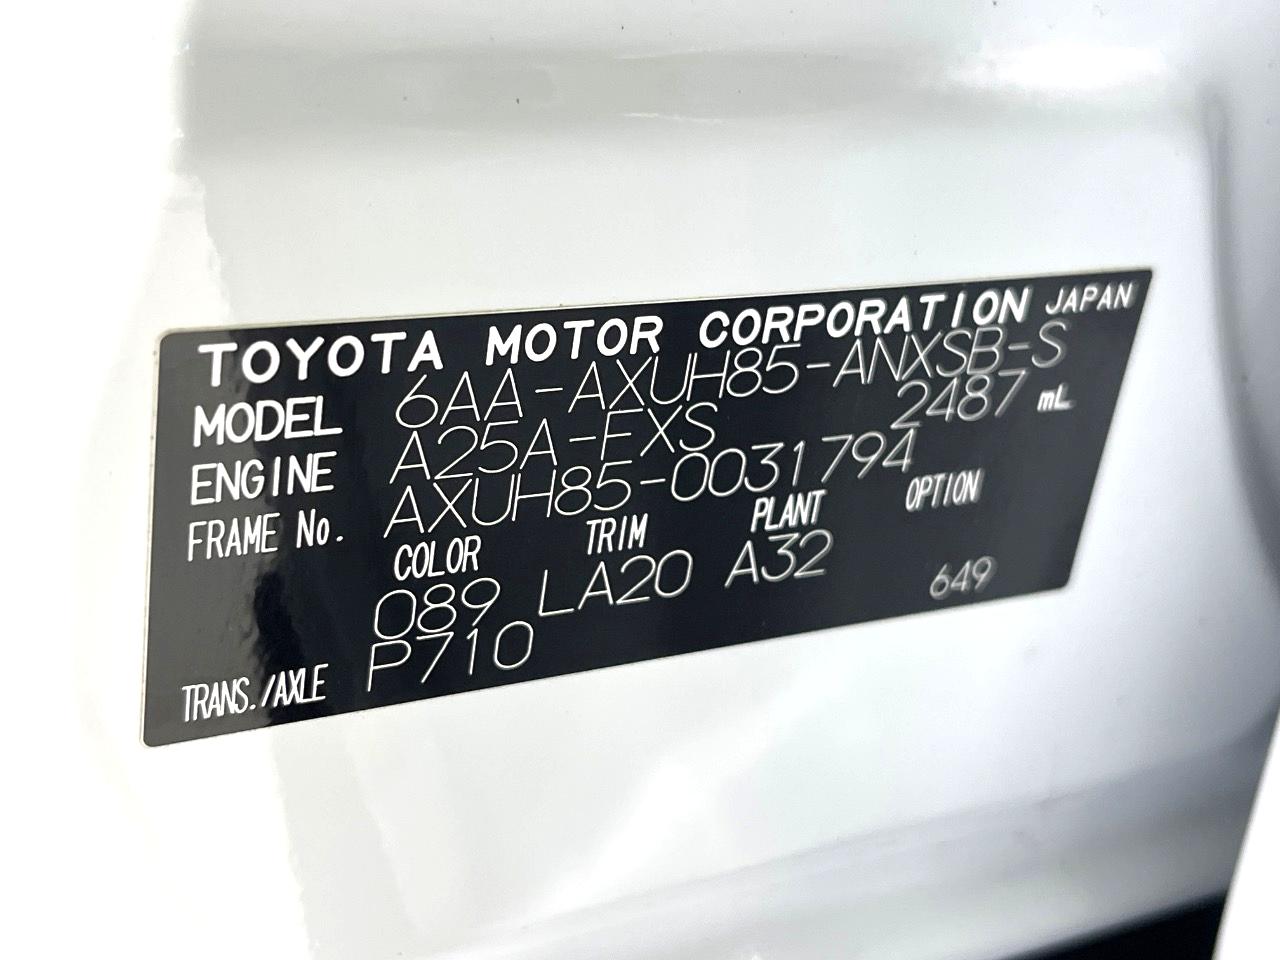 TOYOTA MOTOR CORPORATION JAPAN
MODEL 6AA-AXUH85-ANXSB-S
ENGINE A25A-FXS 2487 mL
FRAME No. AXUH85-0031794
COLOR TRIM PLANT OPTION
089 LA20 A32 649
TRANS./AXLE P710